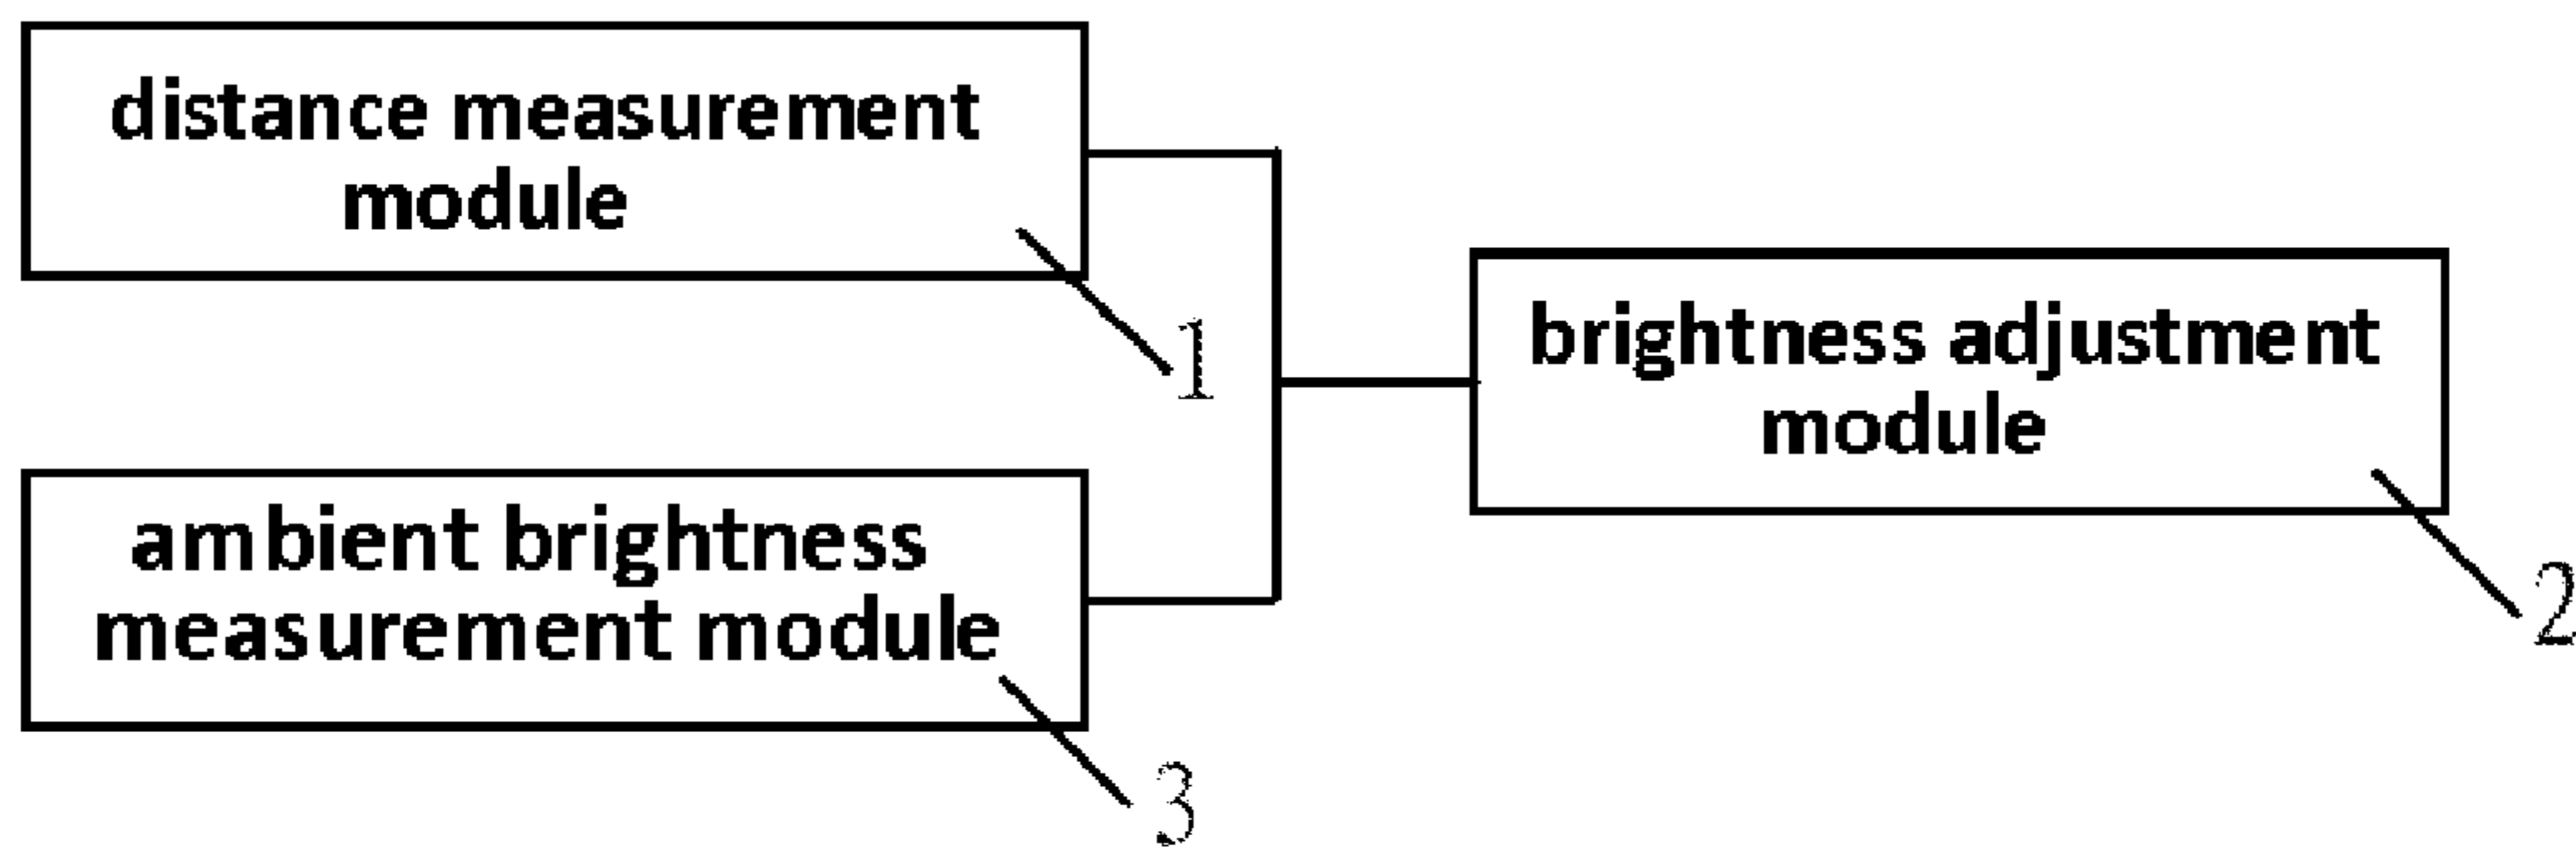 distance measurement
module
1
brightness adjustment
module
2
ambient brightness
measurement module
3